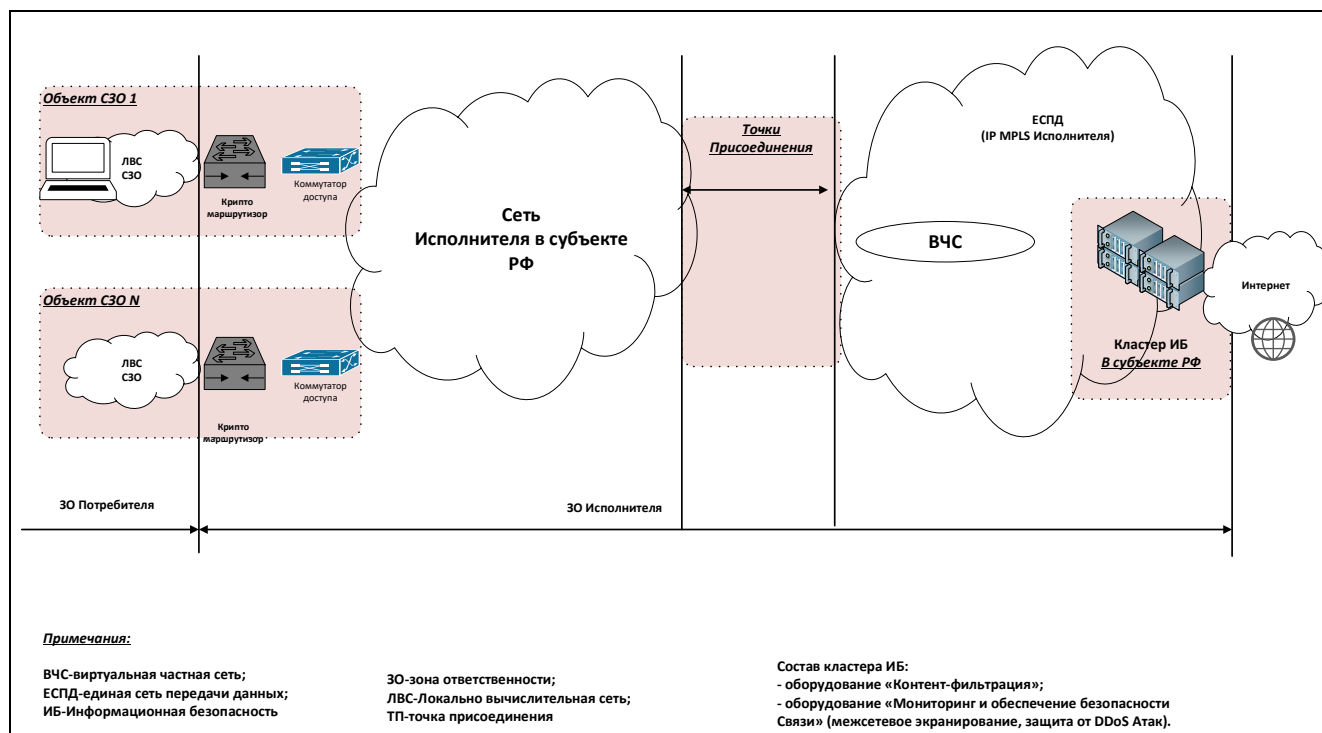 Объект СЗО 1
ЛВС
СЗО
Крипто
маршрутизор
Коммутатор
доступа
Объект СЗО N
ЛВС
СЗО
Крипто
маршрутизор
Коммутатор
доступа
Сеть
Исполнителя в субъекте
РФ
Точки
Присоединения
ЕСПД
(IP MPLS Исполнителя)
ВЧС
Кластер ИБ
В субъекте РФ
Интернет
ЗО Потребителя
ЗО Исполнителя
Примечания:
ВЧС-виртуальная частная сеть;
ЕСПД-единая сеть передачи данных;
ИБ-Информационная безопасность
ЗО-зона ответственности;
ЛВС-Локально вычислительная сеть;
ТП-точка присоединения
Состав кластера ИБ:
- оборудование «Контент-фильтрация»;
- оборудование «Мониторинг и обеспечение безопасности
Связи» (межсетевое экранирование, защита от DDoS Атак).